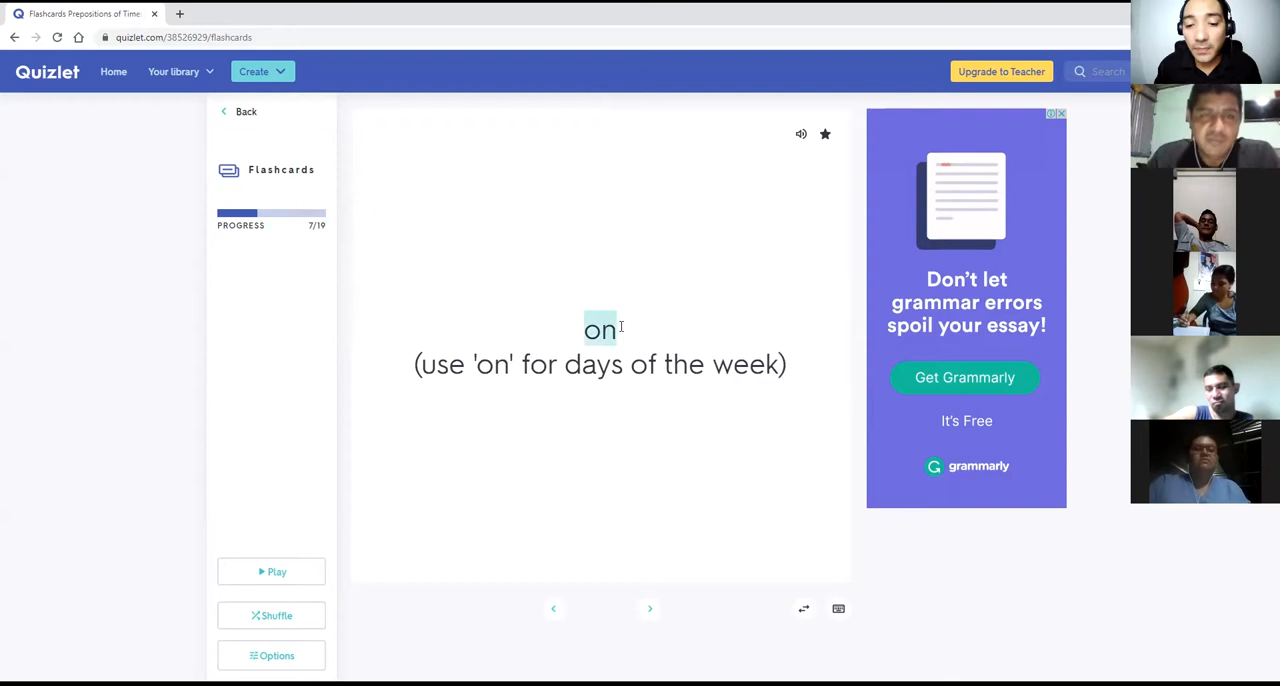 Flashcards Prepositions of Time:
quizlet.com/38526929/flashcards
Quizlet
Home
Your library
Create
Upgrade to Teacher
Search
Back
Flashcards
PROGRESS 7/19
on
(use 'on' for days of the week)
Play
Shuffle
Options
Don't let
grammar errors
spoil your essay!
Get Grammarly
It's Free
grammarly